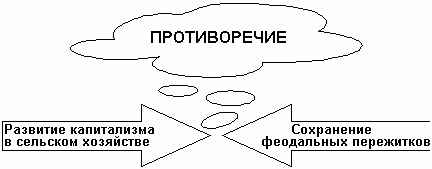 ПРОТИВОРЕЧИЕ
Развитие капитализма
в сельском хозяйстве
Сохранение
феодальных пережитков